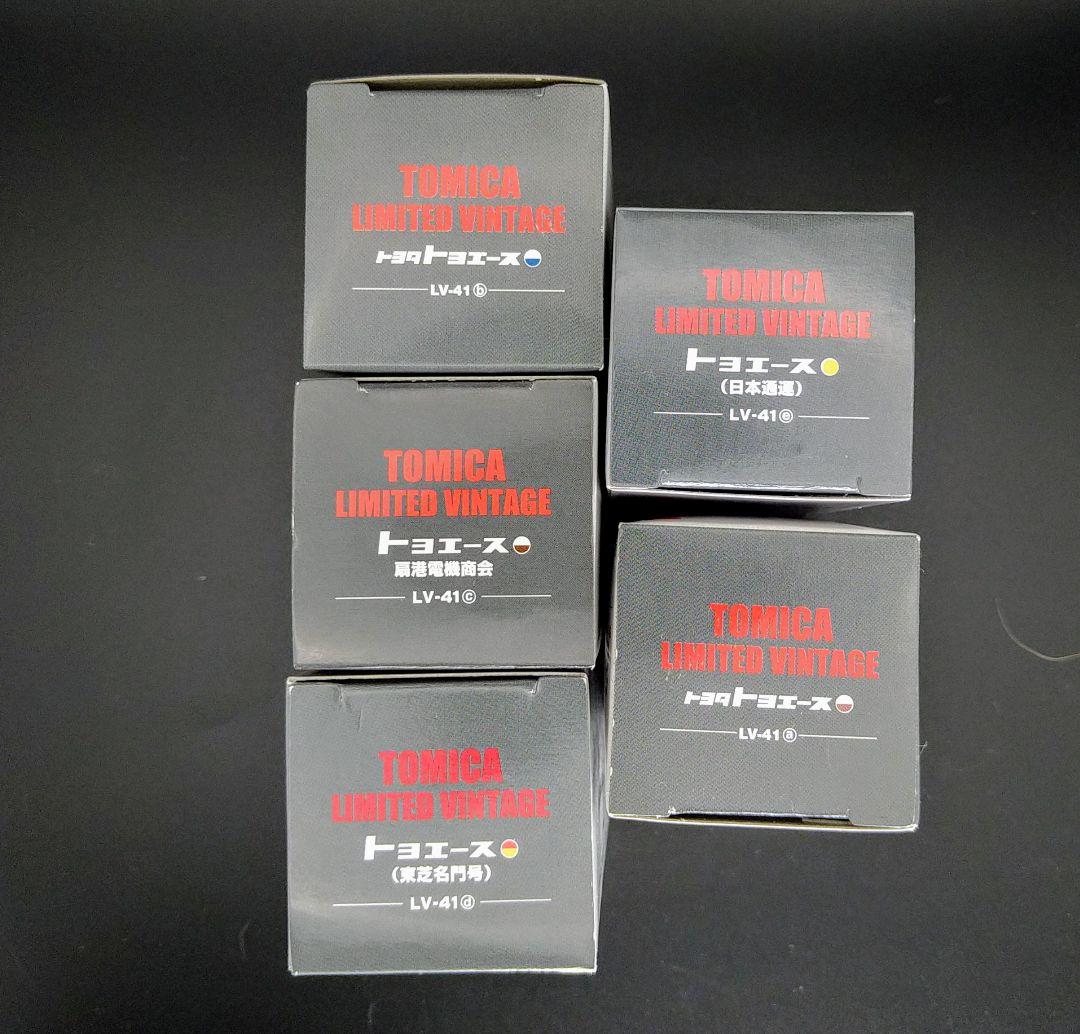 TOMICA
LIMITED VINTAGE
トヨタトヨエース
LV-41ⓑ
TOMICA
LIMITED VINTAGE
トヨエース
扇港電機商会
LV-41ⓒ
TOMICA
LIMITED VINTAGE
トヨエース
(東芝名門号)
LV-41ⓓ
TOMICA
LIMITED VINTAGE
トヨエース
(日本通運)
LV-41ⓔ
TOMICA
LIMITED VINTAGE
トヨタトヨエース
LV-41ⓐ